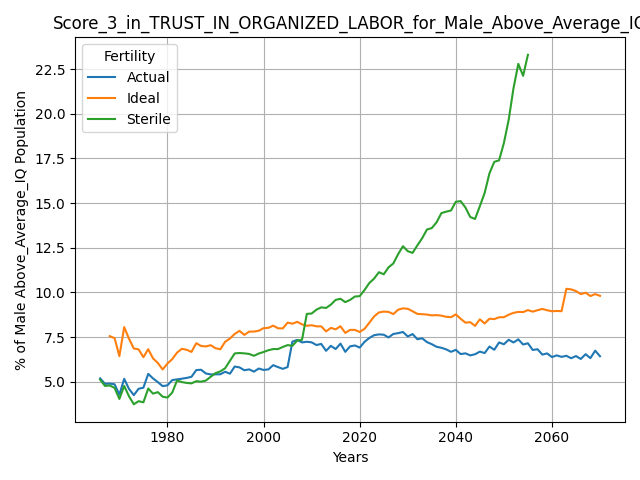 Score_3_in_TRUST_IN_ORGANIZED_LABOR_for_Male_Above_Average_IQ
Fertility
Actual
Ideal
Sterile
% of Male Above_Average_IQ Population
22.5
20.0
17.5
15.0
12.5
10.0
7.5
5.0
1980
2000
2020
2040
2060
Years